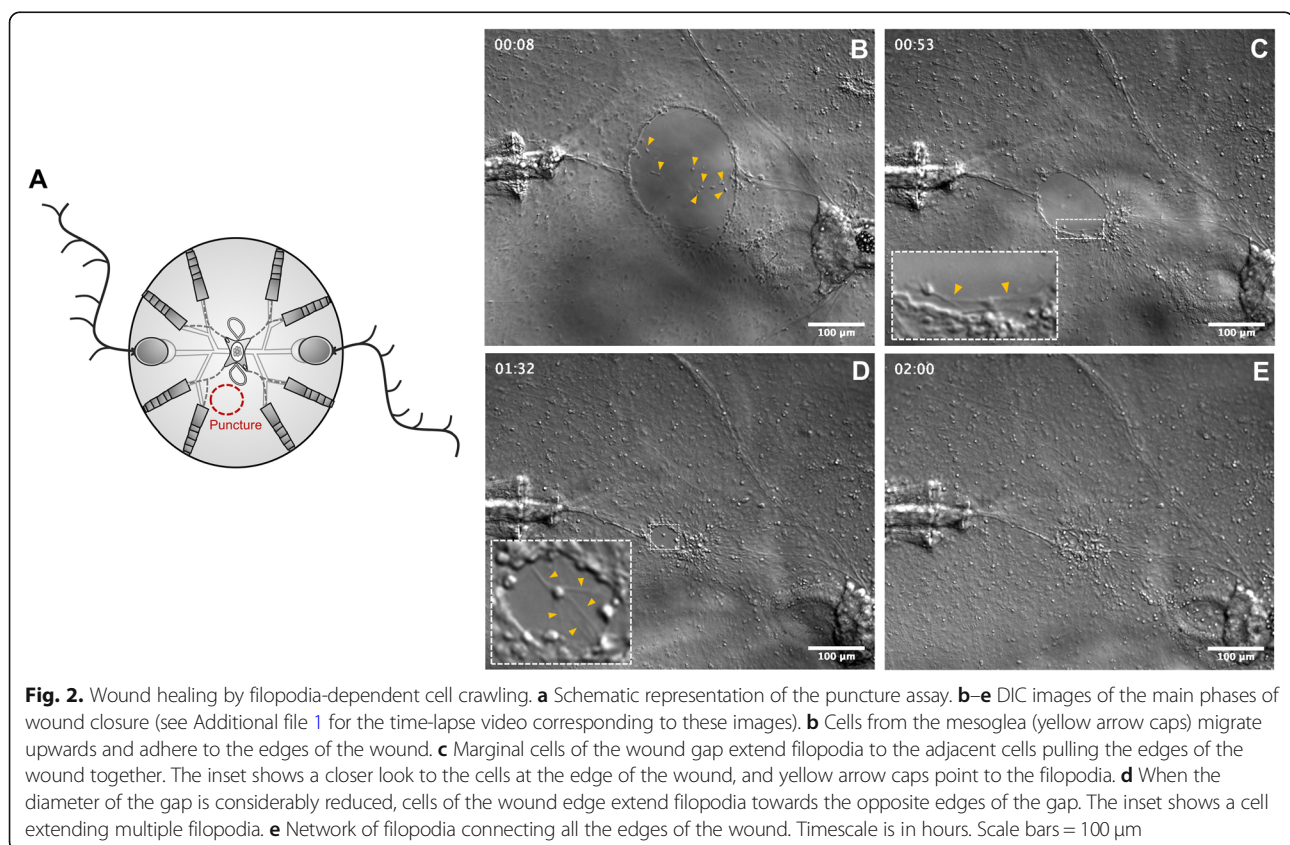 A
Puncture
00:08
B
100 µm
00:53
C
100 µm
01:32
D
100 µm
02:00
E
100 µm
Fig. 2. Wound healing by filopodia-dependent cell crawling. a Schematic representation of the puncture assay. b–e DIC images of the main phases of
wound closure (see Additional file 1 for the time-lapse video corresponding to these images). b Cells from the mesoglea (yellow arrow caps) migrate
upwards and adhere to the edges of the wound. c Marginal cells of the wound gap extend filopodia to the adjacent cells pulling the edges of the
wound together. The inset shows a closer look to the cells at the edge of the wound, and yellow arrow caps point to the filopodia. d When the
diameter of the gap is considerably reduced, cells of the wound edge extend filopodia towards the opposite edges of the gap. The inset shows a cell
extending multiple filopodia. e Network of filopodia connecting all the edges of the wound. Timescale is in hours. Scale bars = 100 μm